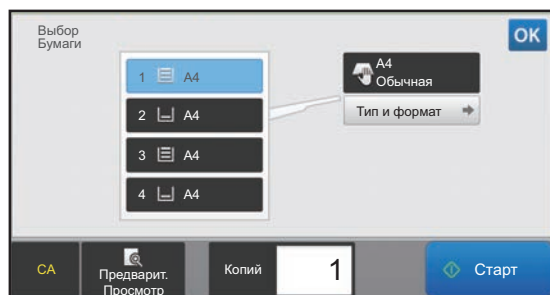 Выбор
Бумаги
OK
1 A4
2 A4
3 A4
4 A4
A4
Обычная
Тип и формат
CA
Предварит.
Просмотр
Копий
1
Старт